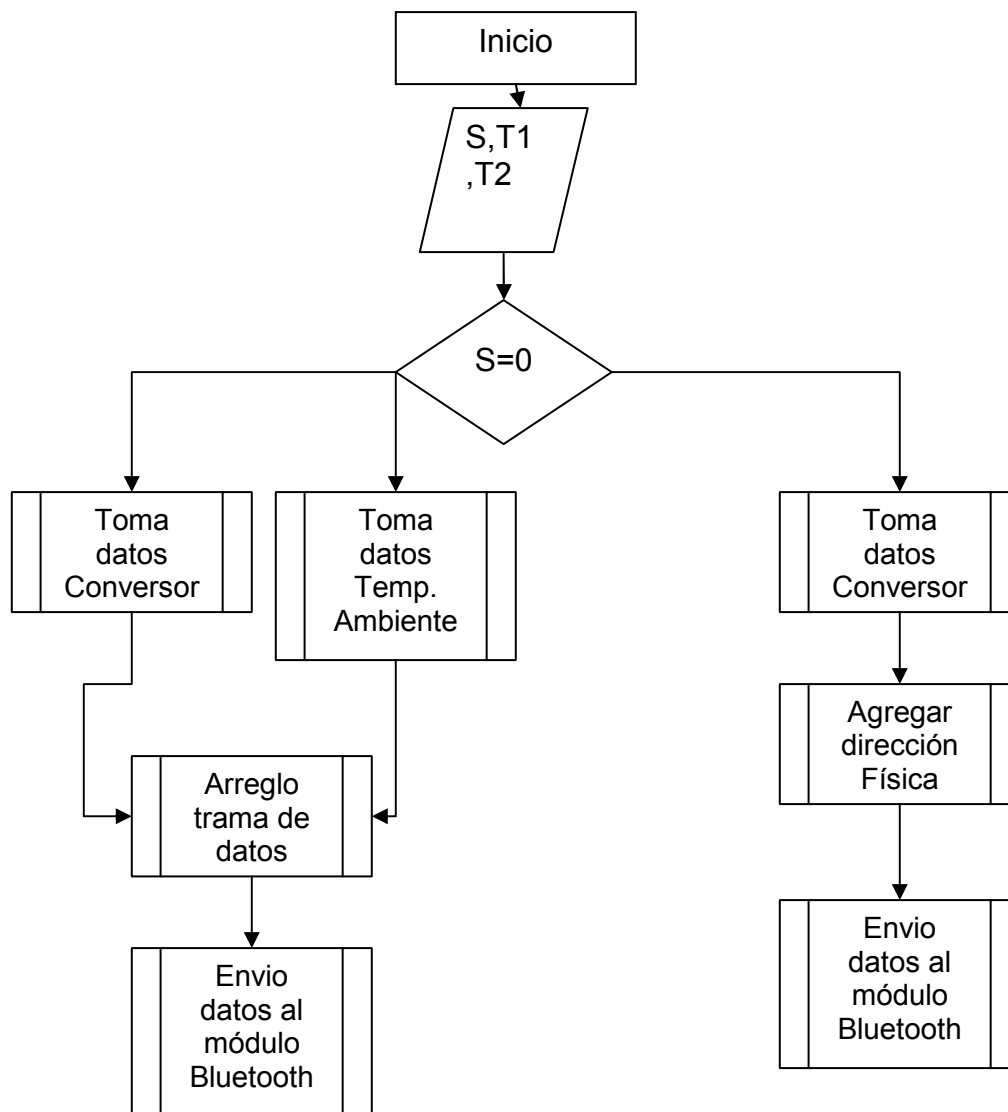 Inicio
S,T1
,T2
S=0
Toma
datos
Conversor
Toma
datos
Temp.
Ambiente
Toma
datos
Conversor
Arreglo
trama de
datos
Agregar
dirección
Física
Envio
datos al
módulo
Bluetooth
Envio
datos al
módulo
Bluetooth